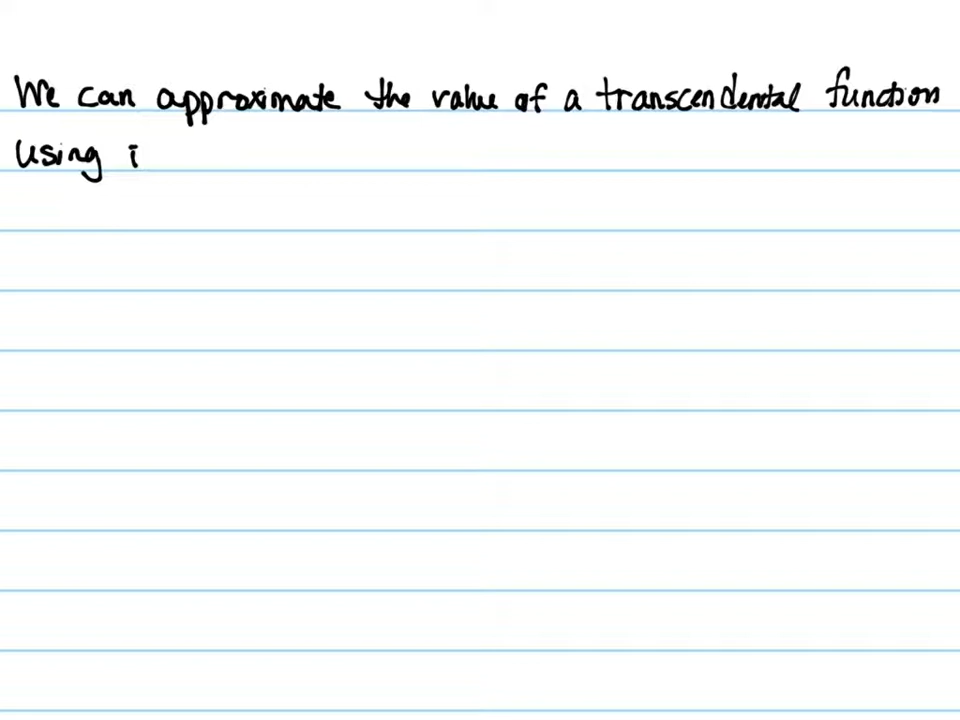 We can approximate the value of a transcendental function
using i